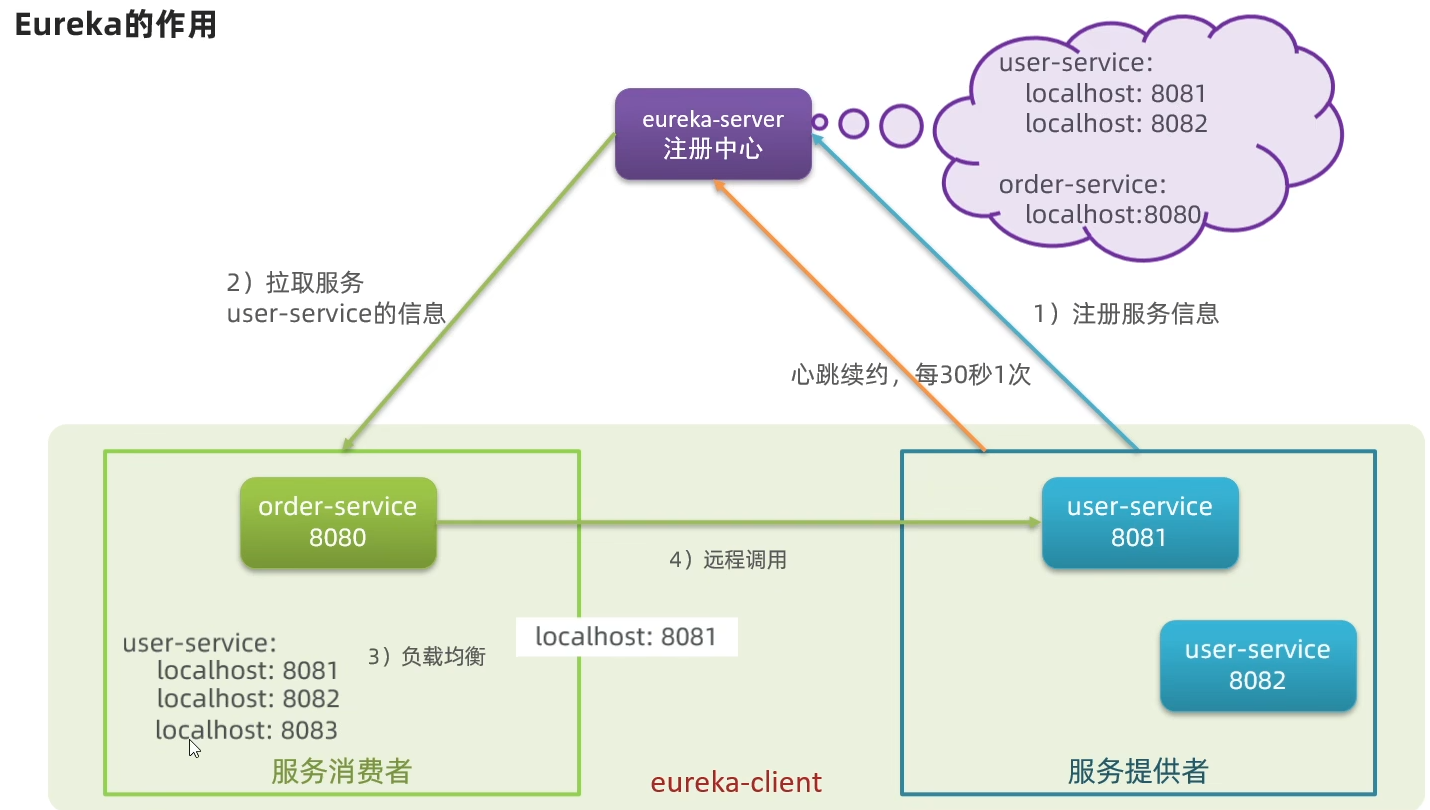 Eureka的作用
eureka-server
注册中心
user-service:
localhost: 8081
localhost: 8082
order-service:
localhost:8080
2）拉取服务
user-service的信息
1）注册服务信息
心跳续约，每30秒1次
order-service
8080
user-service
8081
4）远程调用
user-service:
localhost: 8081
localhost: 8082
localhost: 8083
3）负载均衡
localhost: 8081
user-service
8082
服务消费者
eureka-client
服务提供者